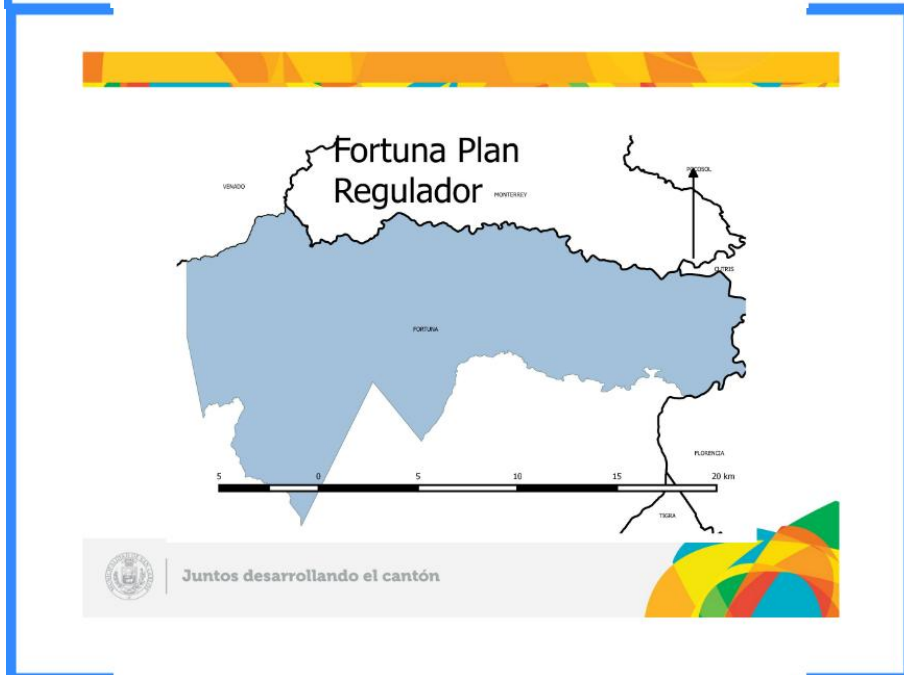 Fortuna Plan
Regulador
VENADO
MONTERREY
POCOSOL
CUTRIS
FORTUNA
FLORENCIA
5 0 5 10 15 20 km
TIGRA
Juntos desarrollando el cantón